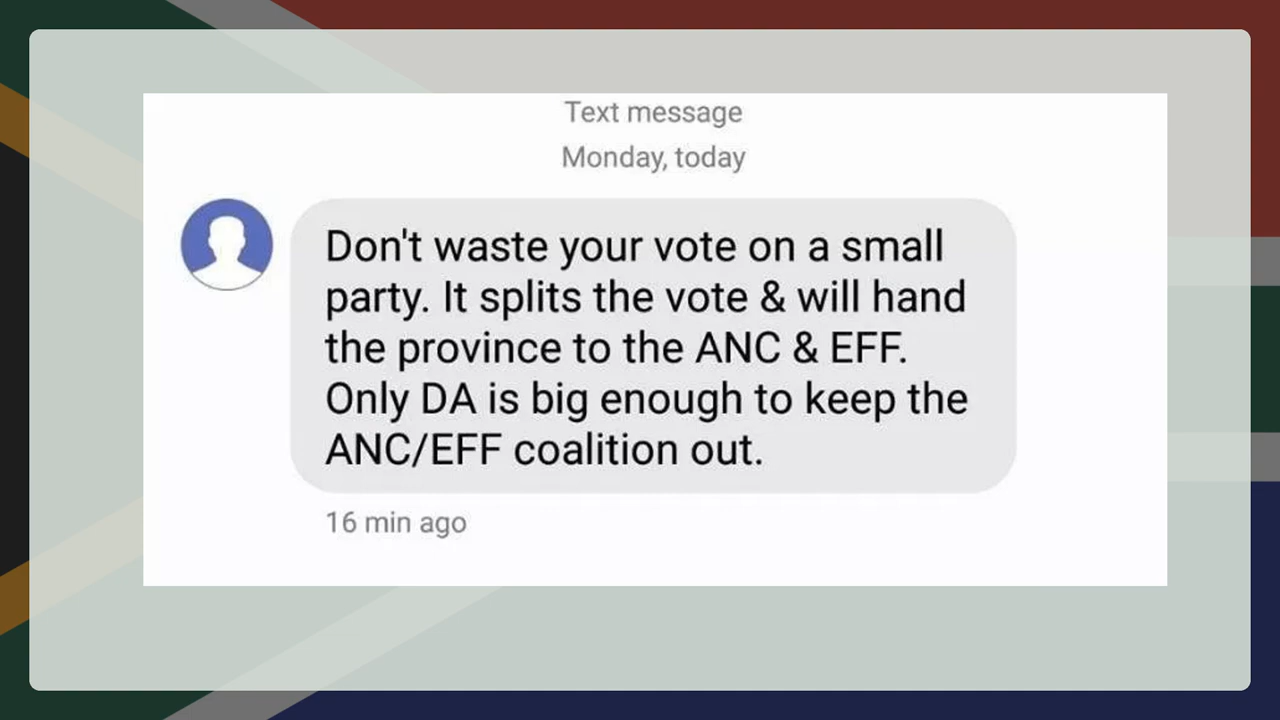 Text message
Monday, today
Don't waste your vote on a small
party. It splits the vote & will hand
the province to the ANC & EFF.
Only DA is big enough to keep the
ANC/EFF coalition out.
16 min ago